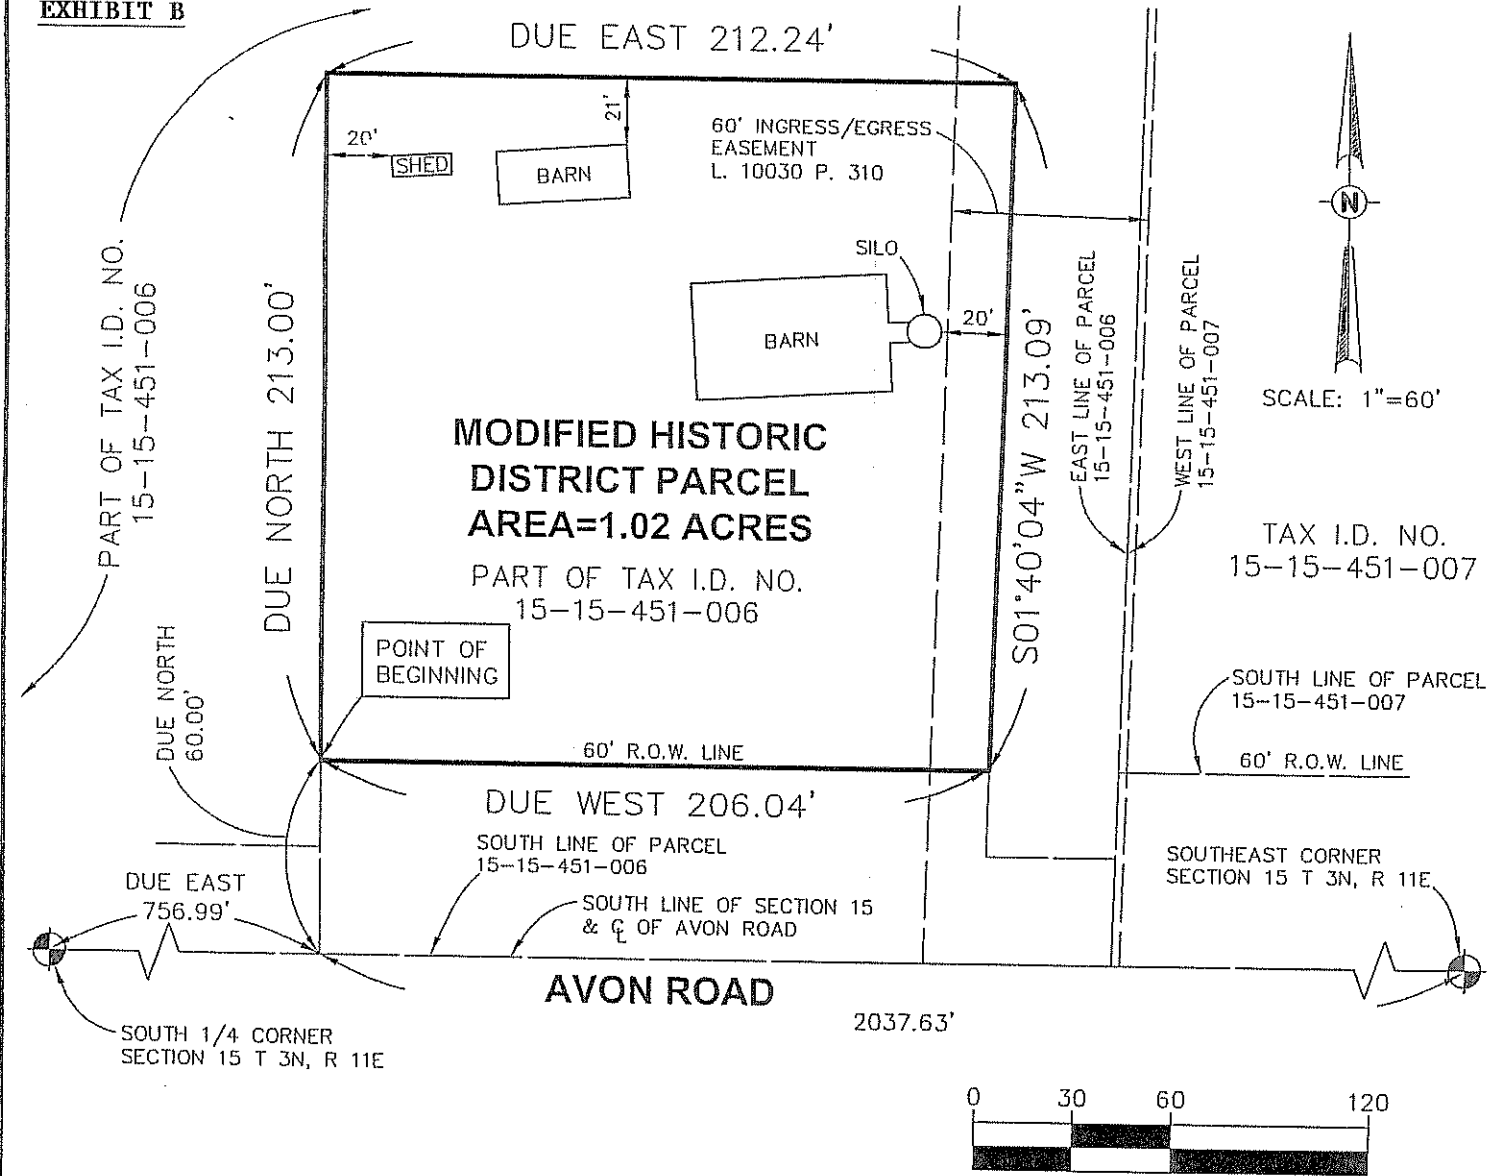 EXHIBIT B
DUE EAST 212.24'
20'
SHED
21'
BARN
60' INGRESS/EGRESS
EASEMENT
L. 10030 P. 310
N
PART OF TAX I.D. NO.
15-15-451-006
DUE NORTH 213.00'
SILO
BARN
20'
S01°40'04"W 213.09'
EAST LINE OF PARCEL
15-15-451-006
WEST LINE OF PARCEL
15-15-451-007
SCALE: 1"=60'
MODIFIED HISTORIC
DISTRICT PARCEL
AREA=1.02 ACRES
PART OF TAX I.D. NO.
15-15-451-006
TAX I.D. NO.
15-15-451-007
POINT OF
BEGINNING
DUE NORTH
60.00'
SOUTH LINE OF PARCEL
15-15-451-007
60' R.O.W. LINE
60' R.O.W. LINE
DUE WEST 206.04'
SOUTH LINE OF PARCEL
15-15-451-006
SOUTHEAST CORNER
SECTION 15 T 3N, R 11E
DUE EAST
756.99'
SOUTH LINE OF SECTION 15
& ℄ OF AVON ROAD
AVON ROAD
2037.63'
SOUTH 1/4 CORNER
SECTION 15 T 3N, R 11E
0 30 60 120